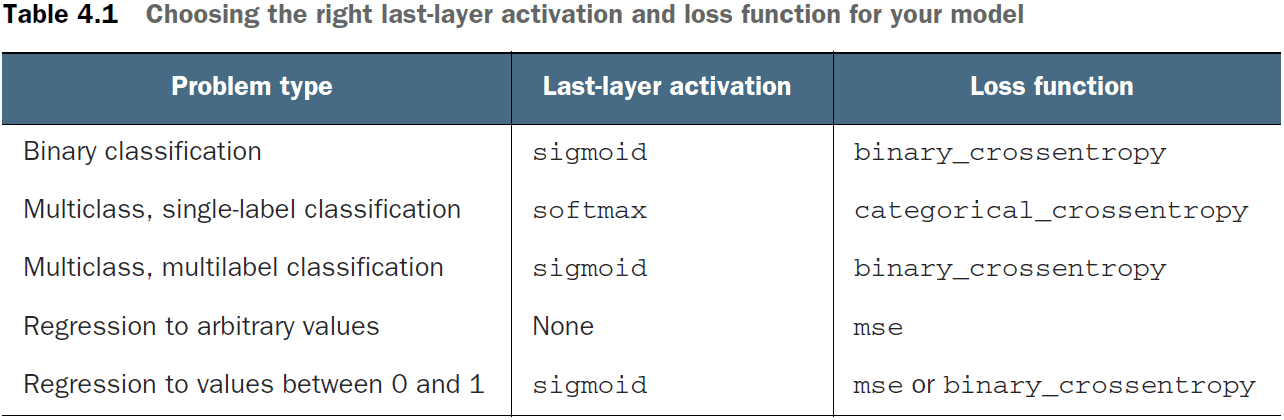 Table 4.1 Choosing the right last-layer activation and loss function for your model
Problem type Last-layer activation Loss function
Binary classification sigmoid binary_crossentropy
Multiclass, single-label classification softmax categorical_crossentropy
Multiclass, multilabel classification sigmoid binary_crossentropy
Regression to arbitrary values None mse
Regression to values between 0 and 1 sigmoid mse or binary_crossentropy